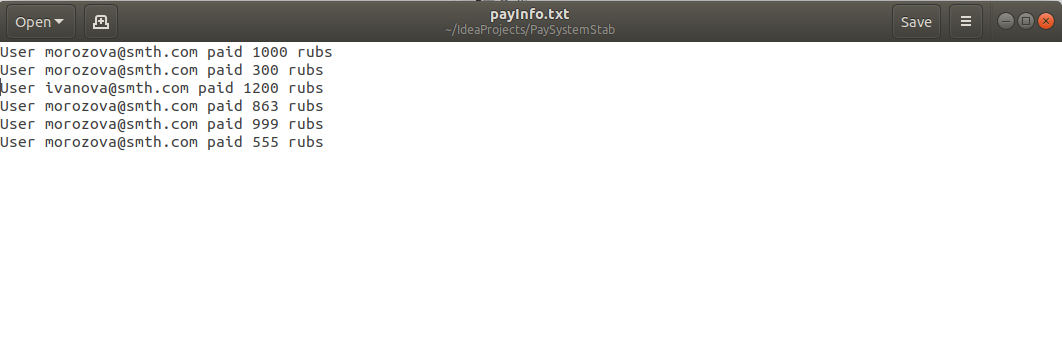 Open
payInfo.txt
~/IdeaProjects/PaySystemStab
Save
User morozova@smth.com paid 1000 rubs
User morozova@smth.com paid 300 rubs
User ivanova@smth.com paid 1200 rubs
User morozova@smth.com paid 863 rubs
User morozova@smth.com paid 999 rubs
User morozova@smth.com paid 555 rubs